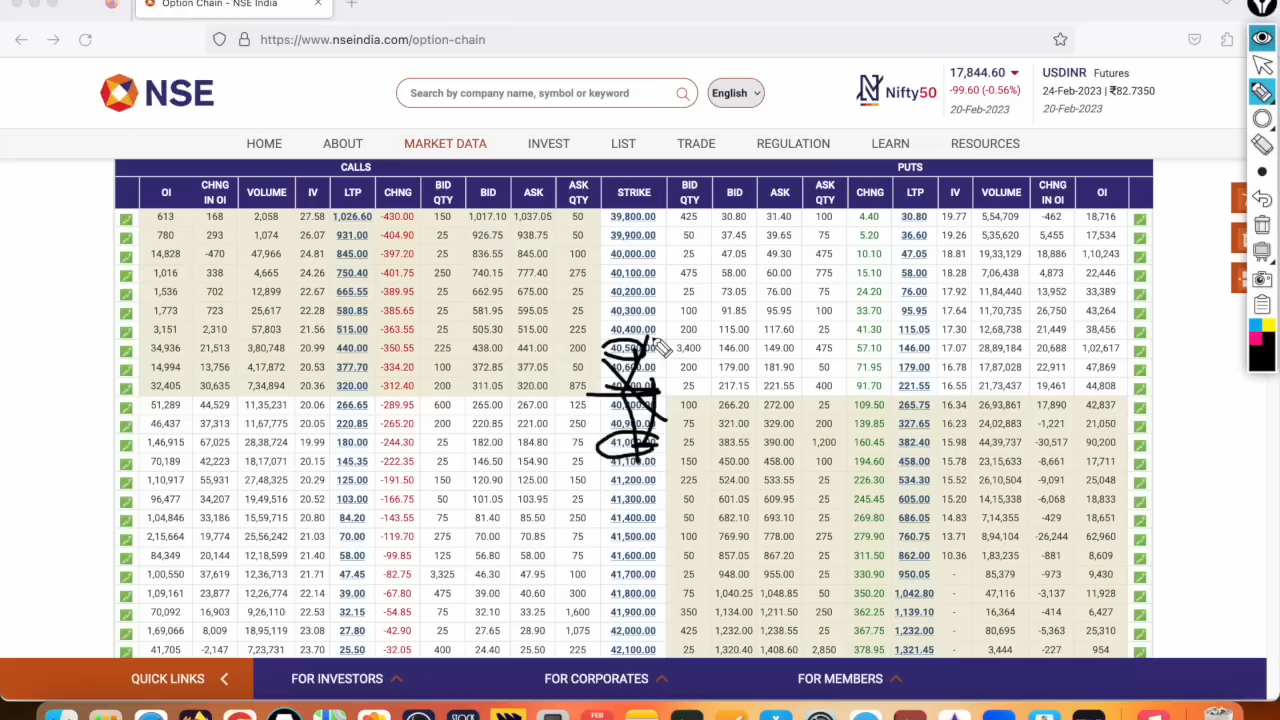 Option Chain - NSE India
https://www.nseindia.com/option-chain
NSE
Search by company name, symbol or keyword
English
Nifty50
17,844.60
-99.60 (-0.56%)
20-Feb-2023
USDINR Futures
24-Feb-2023 | ₹82.7350
20-Feb-2023
HOME ABOUT MARKET DATA INVEST LIST TRADE REGULATION LEARN RESOURCES
CALLS PUTS
OI CHNG IN OI VOLUME IV LTP CHNG BID QTY BID ASK ASK QTY STRIKE BID QTY BID ASK ASK QTY CHNG LTP IV VOLUME CHNG IN OI OI
613 168 2,058 27.58 1,026.60 -430.00 150 1,017.10 1,037.05 50 39,800.00 425 30.80 31.40 100 4.40 30.80 19.77 5,54,709 -462 18,716
780 293 1,074 26.07 931.00 -404.90 25 926.75 938.75 50 39,900.00 50 37.45 39.65 75 5.20 36.60 19.26 5,35,620 5,455 17,534
14,828 -470 47,966 24.81 845.00 -397.20 25 836.55 845.00 100 40,000.00 25 47.05 49.30 475 10.10 47.05 18.81 19,33,129 18,886 1,10,243
1,016 338 4,665 24.26 750.40 -401.75 250 740.15 777.40 275 40,100.00 475 58.00 60.00 775 15.10 58.00 18.28 7,06,438 4,873 22,446
1,536 702 12,899 22.67 665.55 -389.95 25 662.95 675.00 25 40,200.00 25 73.05 76.00 75 24.20 76.00 17.92 11,84,440 13,952 33,389
1,773 723 25,617 22.28 580.85 -385.65 25 581.95 595.05 25 40,300.00 100 91.85 95.95 100 33.70 95.95 17.64 11,70,735 26,750 43,264
3,151 2,310 57,803 21.56 515.00 -363.55 25 505.30 515.00 225 40,400.00 200 115.00 117.60 25 41.30 115.05 17.30 12,68,738 21,449 38,456
34,936 21,513 3,80,748 20.99 440.00 -350.55 225 438.00 441.00 200 3,400 146.00 149.00 475 57.10 146.00 17.07 28,89,184 20,688 1,02,617
14,994 13,756 4,17,872 20.53 377.70 -334.20 100 372.85 377.05 50 200 179.00 181.90 50 71.95 179.00 16.78 17,87,028 22,911 47,869
32,405 30,635 7,34,894 20.36 320.00 -312.40 200 311.05 320.00 875 75 217.15 221.55 400 91.70 221.55 16.55 21,73,437 19,461 44,808
51,289 44,529 11,35,231 20.06 266.65 -289.95 600 265.00 267.00 125 100 266.20 272.00 25 109.50 265.75 16.34 26,93,861 17,890 42,837
46,437 37,313 11,67,775 20.05 220.85 -265.20 200 220.85 221.00 250 75 321.00 329.00 200 139.85 327.65 16.23 24,02,883 -1,221 21,050
1,46,915 67,025 28,38,724 19.99 180.00 -244.30 25 182.00 184.80 75 25 383.55 390.00 1,200 160.45 382.40 15.98 44,39,737 -30,517 90,200
70,189 42,223 18,17,071 20.15 145.35 -222.35 25 146.50 154.90 25 41,100.00 150 450.00 458.00 100 194.60 458.00 15.78 23,15,633 -8,661 17,711
1,10,917 55,931 27,48,325 20.29 125.00 -191.50 150 120.90 125.00 150 41,200.00 225 524.00 533.55 25 226.30 534.30 15.52 26,10,504 -9,091 25,048
96,477 34,207 19,49,516 20.52 103.00 -166.75 50 101.05 103.95 25 41,300.00 50 601.05 609.95 25 245.45 605.00 15.20 14,15,338 -6,068 18,833
1,04,846 33,186 15,59,715 20.80 84.20 -143.55 75 81.40 85.50 250 41,400.00 50 682.10 693.10 25 269.80 686.05 14.83 7,14,355 -429 18,651
2,15,664 19,774 25,56,242 21.03 70.00 -119.70 275 70.00 70.85 75 41,500.00 100 769.90 778.00 275 279.90 760.75 13.71 8,94,104 -26,244 62,960
84,349 20,144 12,18,599 21.40 58.00 -99.85 125 56.80 58.00 75 41,600.00 50 857.05 867.20 25 311.50 862.00 10.36 1,83,235 -881 8,609
1,00,550 37,619 12,36,713 21.71 47.45 -82.75 3,325 46.30 47.95 100 41,700.00 25 948.00 955.00 25 330.90 950.05 - 85,379 -973 9,430
1,09,161 23,877 12,26,774 22.14 39.00 -67.80 475 39.00 40.60 300 41,800.00 75 1,040.25 1,048.85 50 350.20 1,042.80 - 47,116 -3,137 11,928
70,092 16,903 9,26,110 22.53 32.15 -54.85 75 32.10 33.25 1,600 41,900.00 350 1,134.00 1,211.50 250 362.25 1,139.10 - 16,364 -414 6,427
1,69,066 8,009 18,95,119 23.08 27.80 -42.90 25 27.65 28.90 1,075 42,000.00 425 1,232.00 1,238.55 25 367.75 1,232.00 - 80,695 -5,363 25,310
41,705 -2,147 7,23,731 23.70 25.50 -32.05 400 24.40 25.50 225 42,100.00 25 1,320.40 1,408.60 2,850 378.95 1,321.45 - 3,444 -227 954
QUICK LINKS FOR INVESTORS FOR CORPORATES FOR MEMBERS
FEB
STOCK